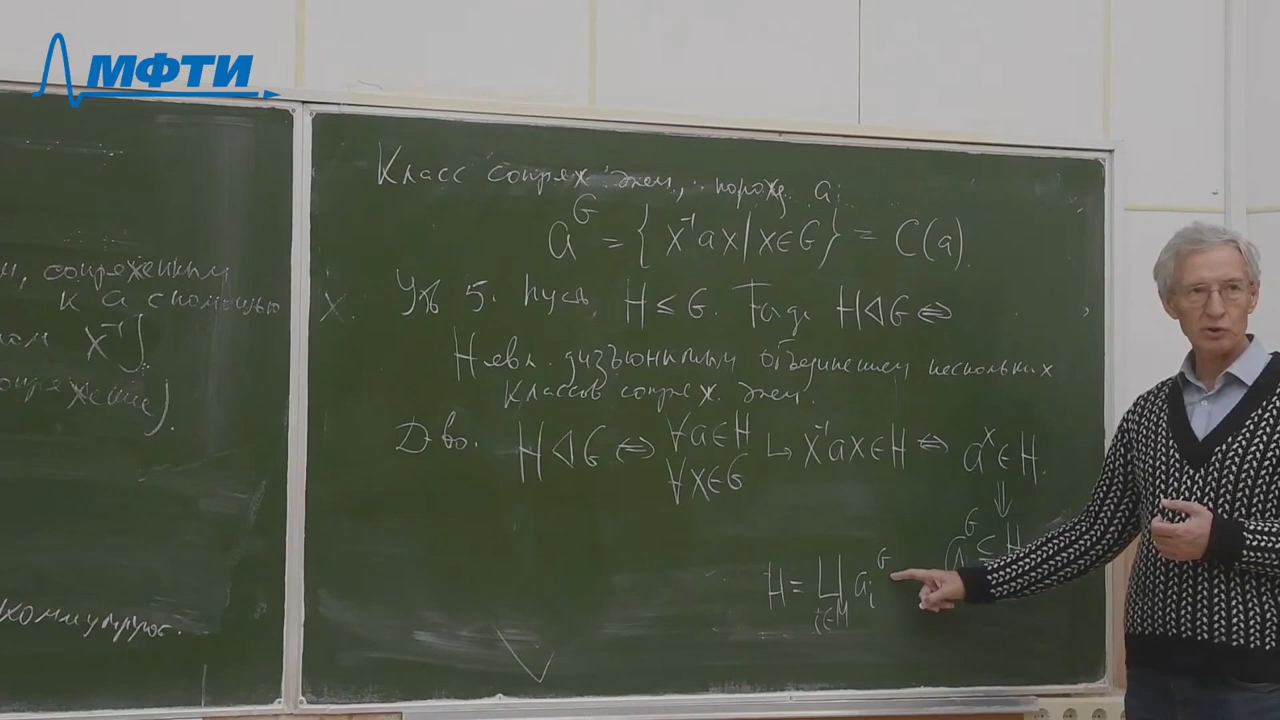 МФТИ
и, сопряженным
к a с помощью X.
X⁻¹).
сопряжение).
коммутирует.
Класс сопряж. элем., порожд. a:
a^G = { x⁻¹ax | x∈G } = C(a).
Утв 5. Пусть H ≤ G. Тогда H ◁ G ⇔
H явл. дизъюнктным объединением нескольких
классов сопряж. элем.
Д-во. H ◁ G ⇔ ∀a∈H ∀x∈G ↳ x⁻¹ax∈H ⇔ a^x∈H.
⇓
a^G ⊆ H
H = ⊔_{i∈M} a_i^G